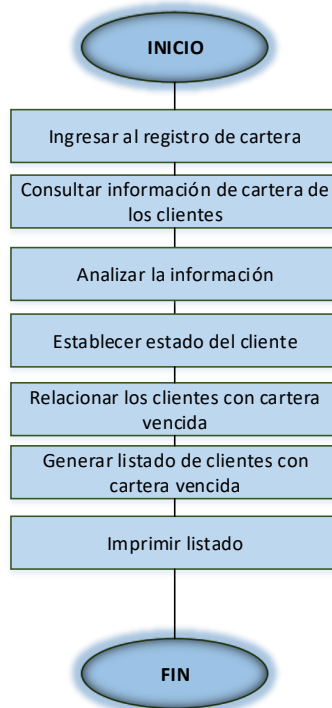 INICIO
Ingresar al registro de cartera
Consultar información de cartera de
los clientes
Analizar la información
Establecer estado del cliente
Relacionar los clientes con cartera
vencida
Generar listado de clientes con
cartera vencida
Imprimir listado
FIN